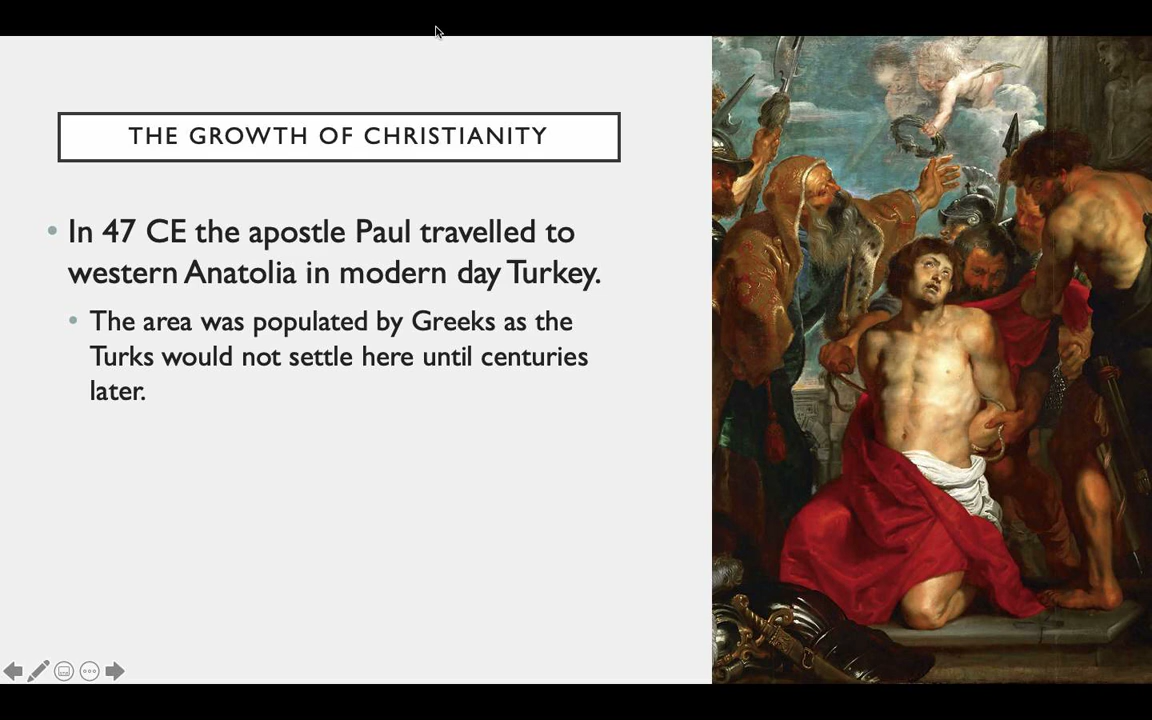 THE GROWTH OF CHRISTIANITY
• In 47 CE the apostle Paul travelled to
western Anatolia in modern day Turkey.
• The area was populated by Greeks as the
Turks would not settle here until centuries
later.